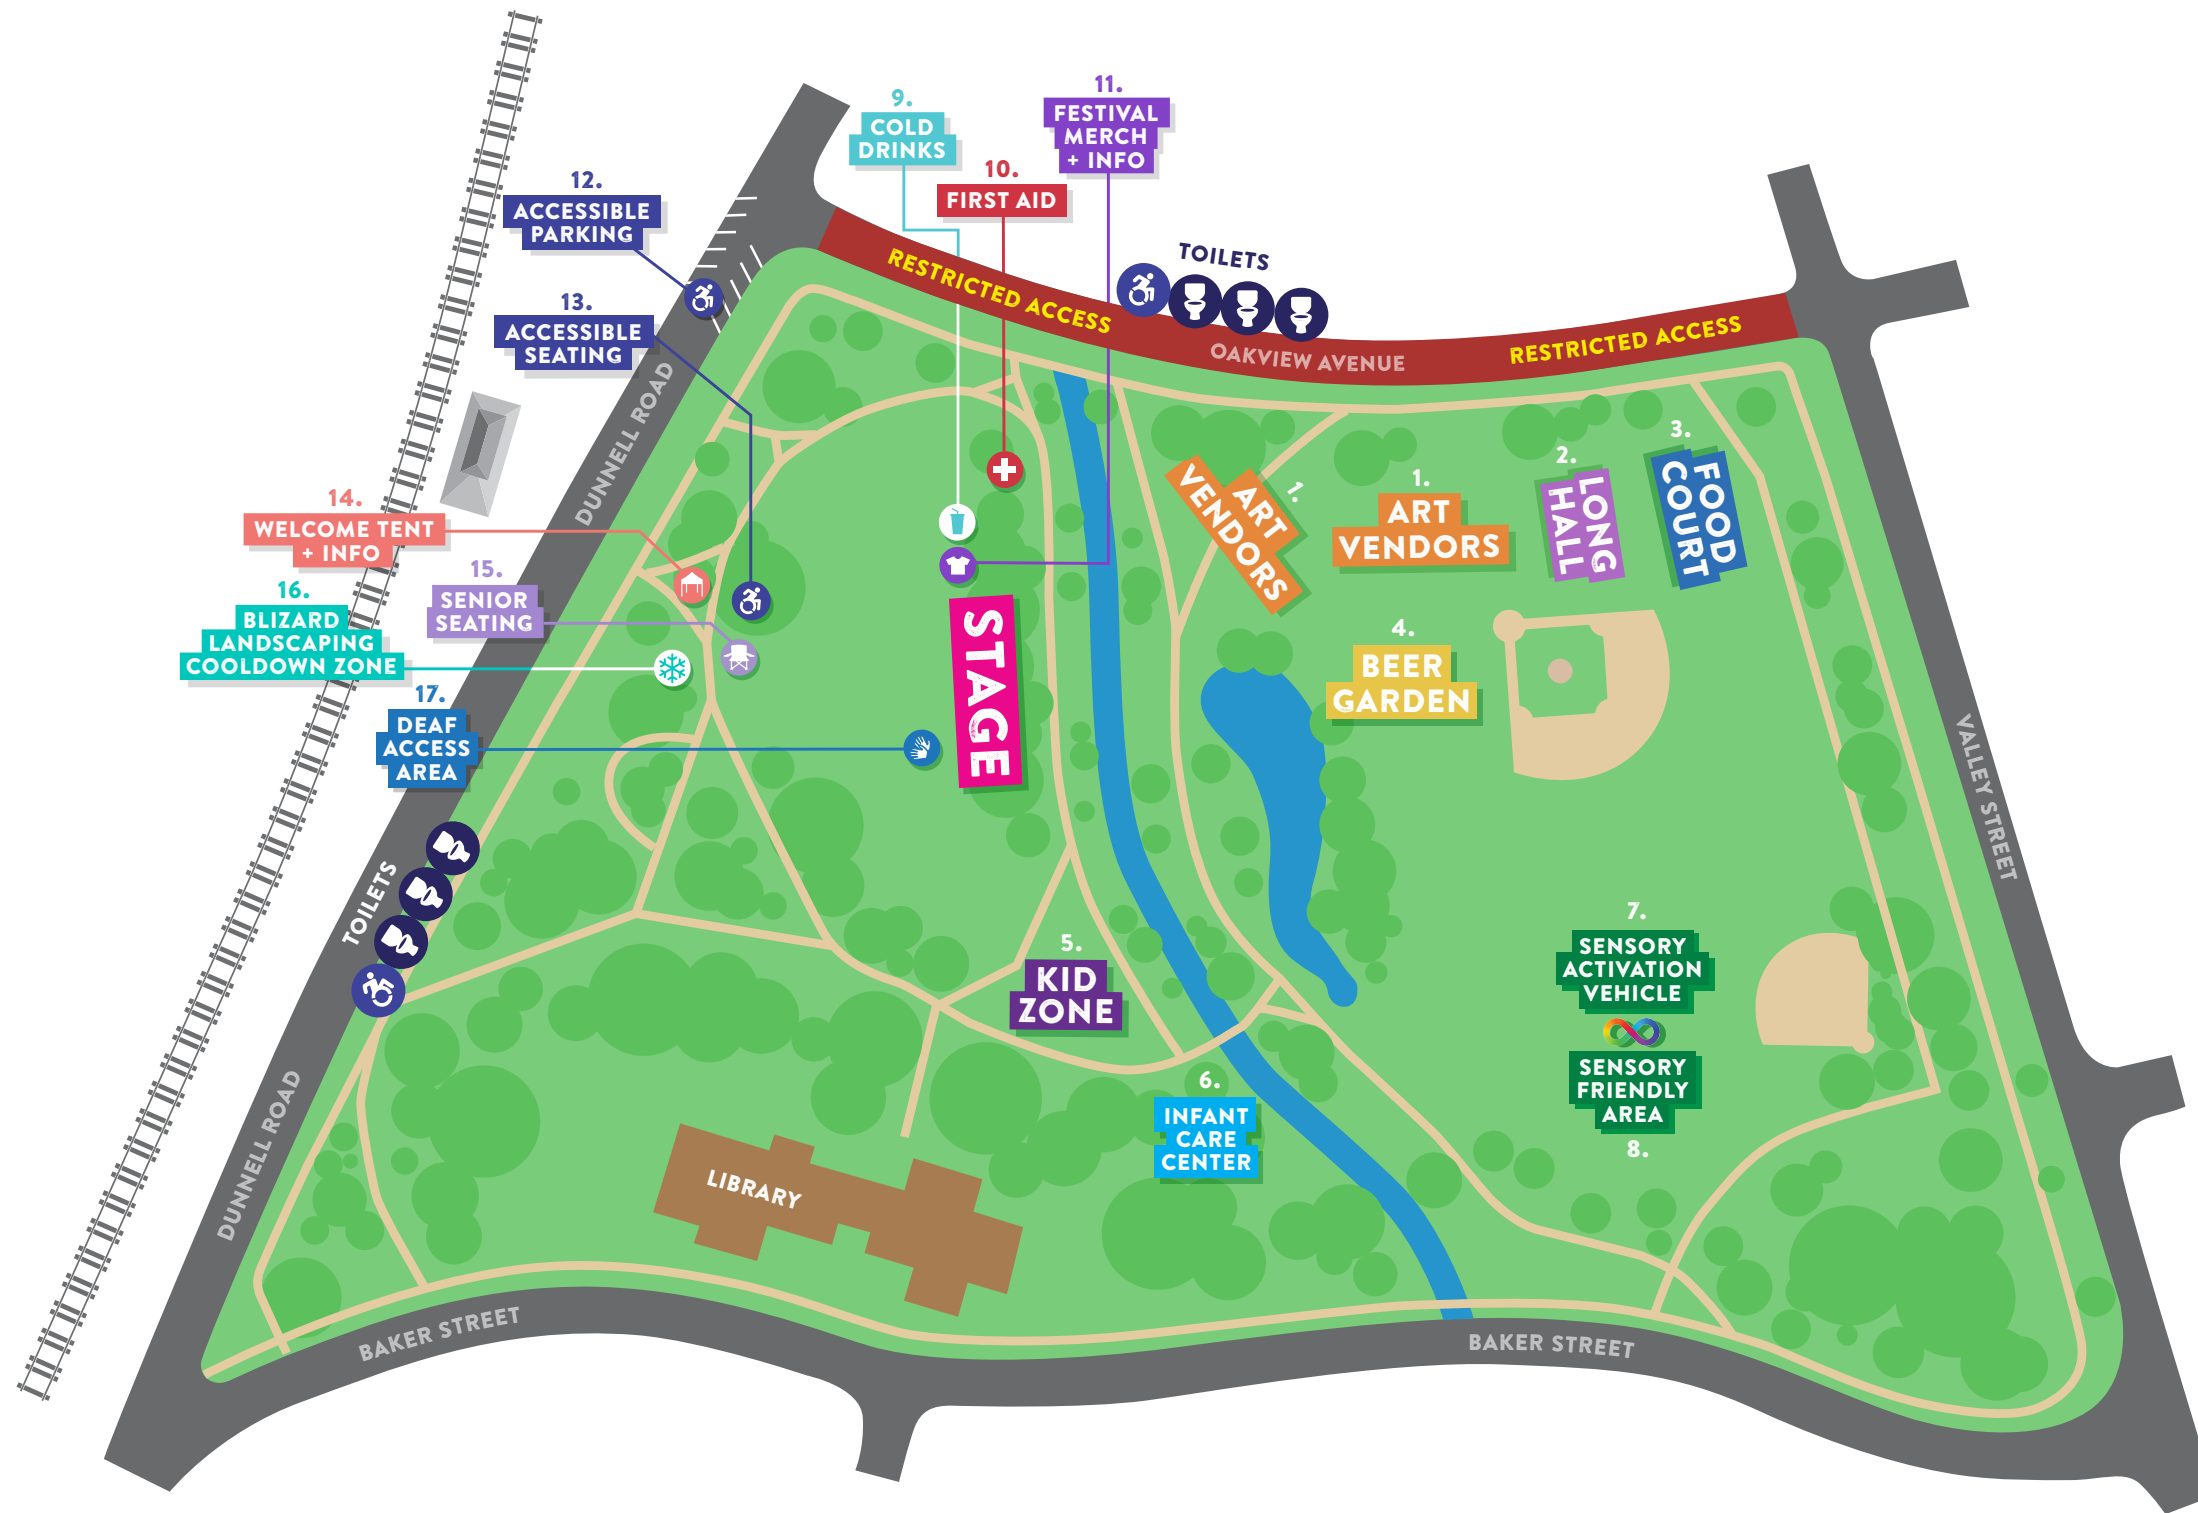 9.
COLD
DRINKS
10.
FIRST AID
11.
FESTIVAL
MERCH
+ INFO
12.
ACCESSIBLE
PARKING
13.
ACCESSIBLE
SEATING
TOILETS
RESTRICTED ACCESS
OAKVIEW AVENUE
RESTRICTED ACCESS
DUNNELL ROAD
14.
WELCOME TENT
+ INFO
15.
SENIOR
SEATING
16.
BLIZARD
LANDSCAPING
COOLDOWN ZONE
17.
DEAF
ACCESS
AREA
STAGE
1.
ART
VENDORS
1.
ART
VENDORS
2.
LONG
HALL
3.
FOOD
COURT
4.
BEER
GARDEN
VALLEY STREET
TOILETS
5.
KID
ZONE
6.
INFANT
CARE
CENTER
7.
SENSORY
ACTIVATION
VEHICLE
SENSORY
FRIENDLY
AREA
8.
DUNNELL ROAD
LIBRARY
BAKER STREET
BAKER STREET